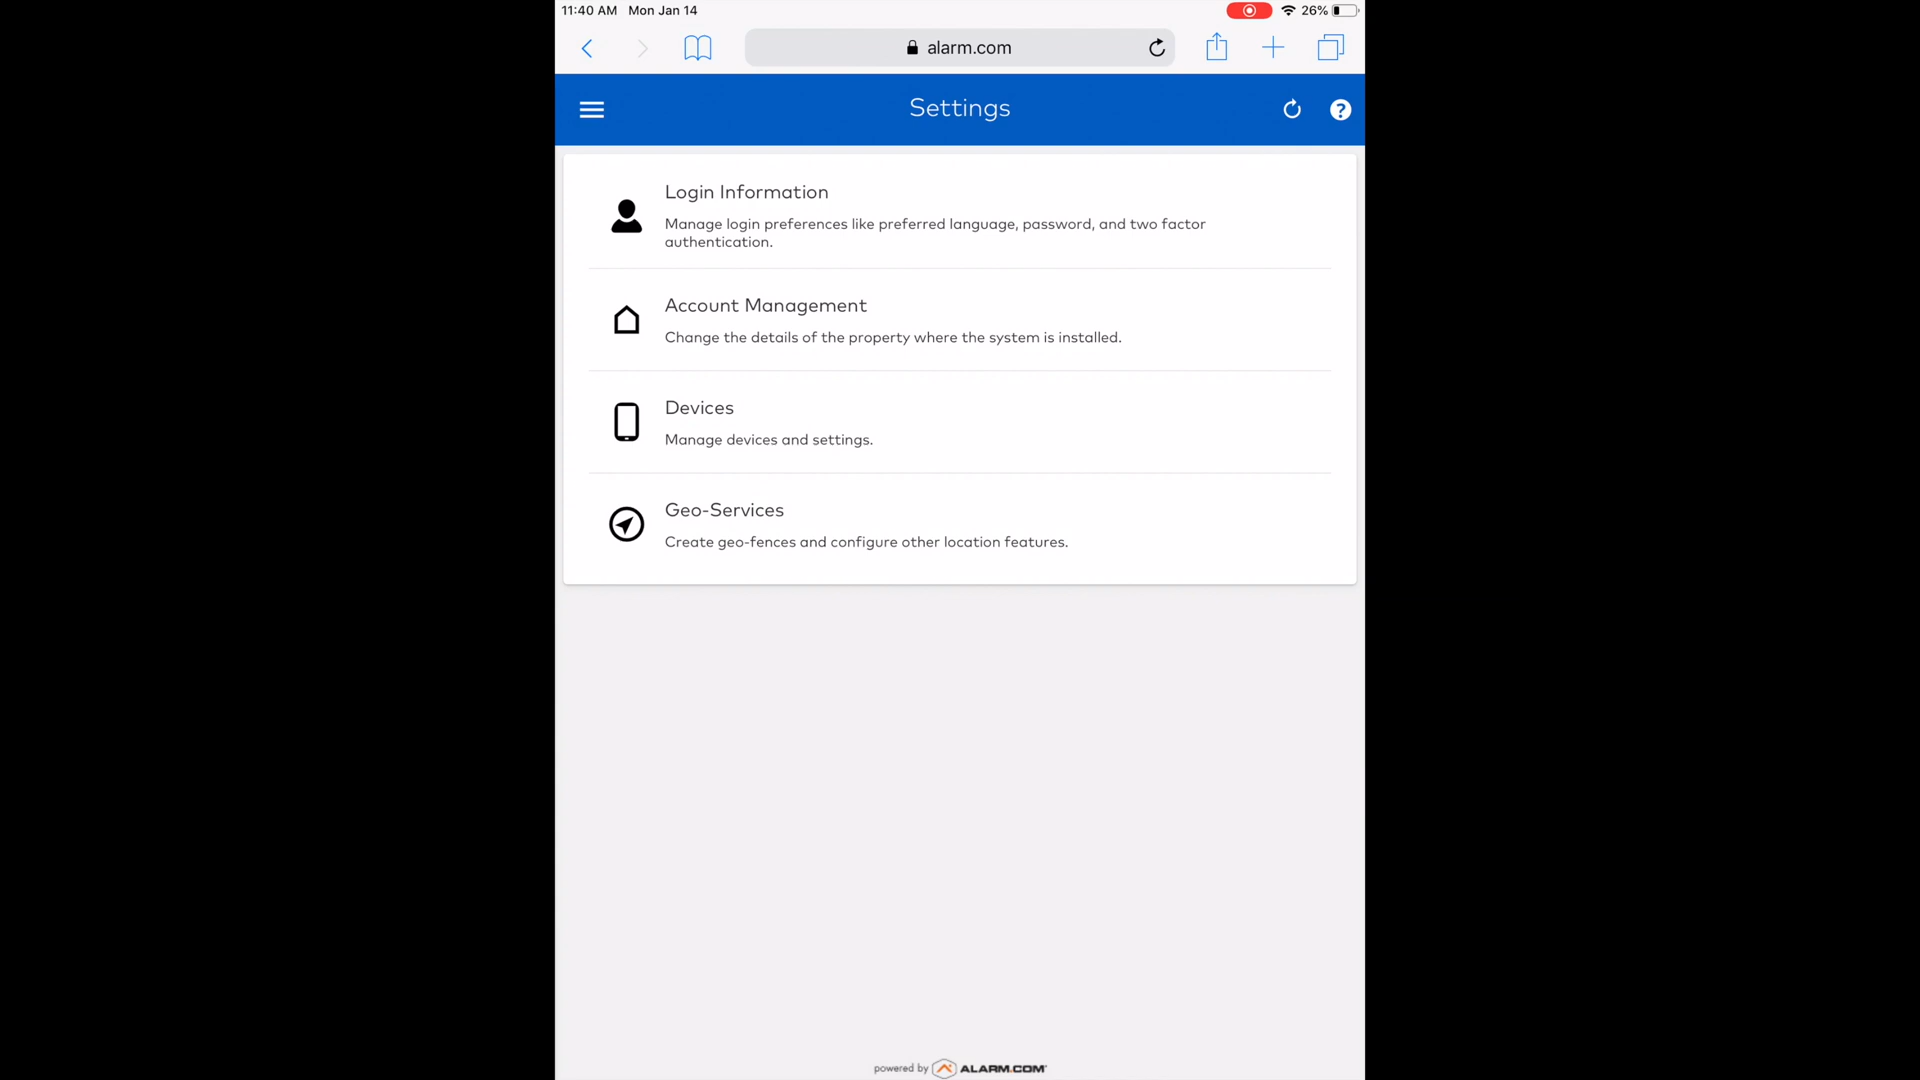 11:40 AM Mon Jan 14
26%
alarm.com
Settings
?
Login Information
Manage login preferences like preferred language, password, and two factor
authentication.
Account Management
Change the details of the property where the system is installed.
Devices
Manage devices and settings.
Geo-Services
Create geo-fences and configure other location features.
powered by ALARM.COM